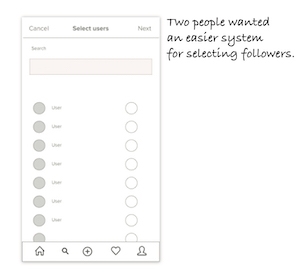 Cancel Select users Next
Search
User
User
User
User
User
User
User
Two people wanted
an easier system
for selecting followers.